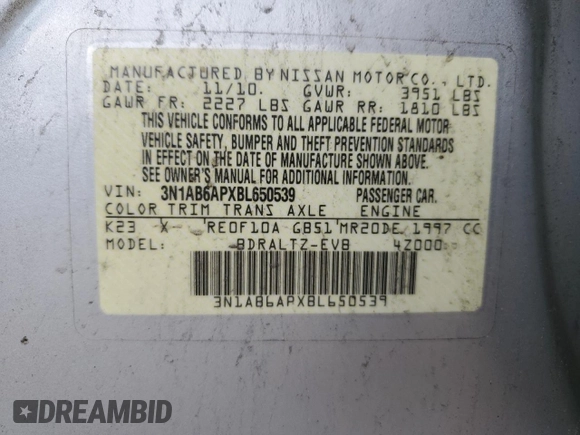 MANUFACTURED BY NISSAN MOTOR CO., LTD.
DATE: 11/10. GVWR: 3951 LBS
GAWR FR: 2227 LBS GAWR RR: 1810 LBS
THIS VEHICLE CONFORMS TO ALL APPLICABLE FEDERAL MOTOR
VEHICLE SAFETY, BUMPER AND THEFT PREVENTION STANDARDS
IN EFFECT ON THE DATE OF MANUFACTURE SHOWN ABOVE.
SEE OWNER'S MANUAL FOR ADDITIONAL INFORMATION.
VIN: 3N1AB6APXBL650539 PASSENGER CAR.
COLOR TRIM TRANS AXLE ENGINE
K23 X- 'RE0F10A GB51'MR20DE 1997 CC
MODEL: BDRALTZ-EVB 4Z000
3N1AB6APXBL650539
DREAMBID